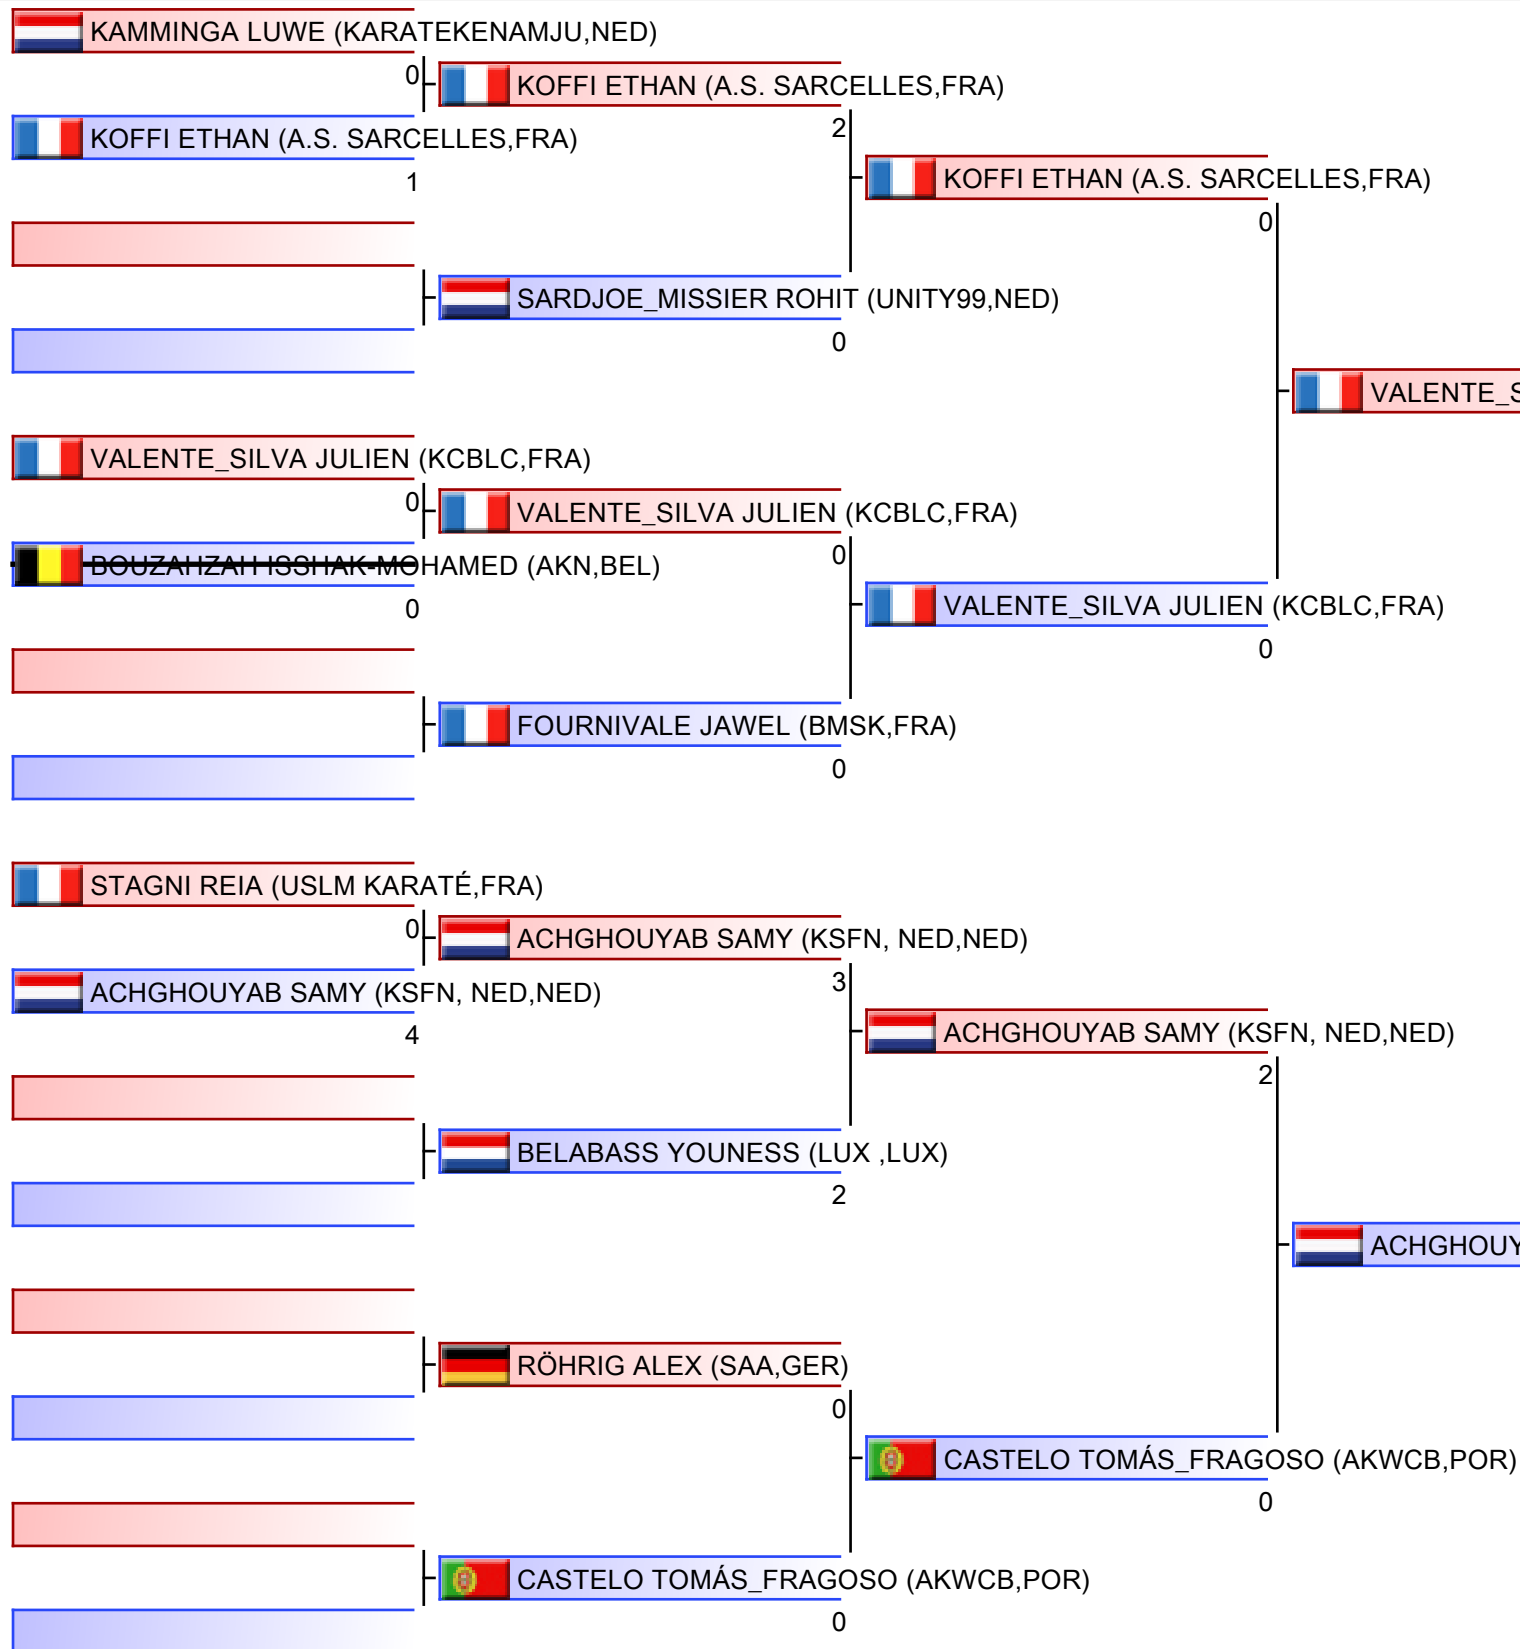 KAMMINGA LUWE (KARATEKENAMJU,NED)
0
KOFFI ETHAN (A.S. SARCELLES,FRA)
KOFFI ETHAN (A.S. SARCELLES,FRA)
2
1
KOFFI ETHAN (A.S. SARCELLES,FRA)
0
SARDJOE_MISSIER ROHIT (UNITY99,NED)
0
VALENTE_S
VALENTE_SILVA JULIEN (KCBLC,FRA)
0
VALENTE_SILVA JULIEN (KCBLC,FRA)
0
BOUZAHZAH ISSHAK-MOHAMED (AKN,BEL)
0
VALENTE_SILVA JULIEN (KCBLC,FRA)
0
FOURNIVALE JAWEL (BMSK,FRA)
0
STAGNI REIA (USLM KARATÉ,FRA)
0
ACHGHOUYAB SAMY (KSFN, NED,NED)
3
ACHGHOUYAB SAMY (KSFN, NED,NED)
4
ACHGHOUYAB SAMY (KSFN, NED,NED)
2
BELABASS YOUNESS (LUX ,LUX)
2
ACHGHOUY
RÖHRIG ALEX (SAA,GER)
0
CASTELO TOMÁS_FRAGOSO (AKWCB,POR)
0
CASTELO TOMÁS_FRAGOSO (AKWCB,POR)
0